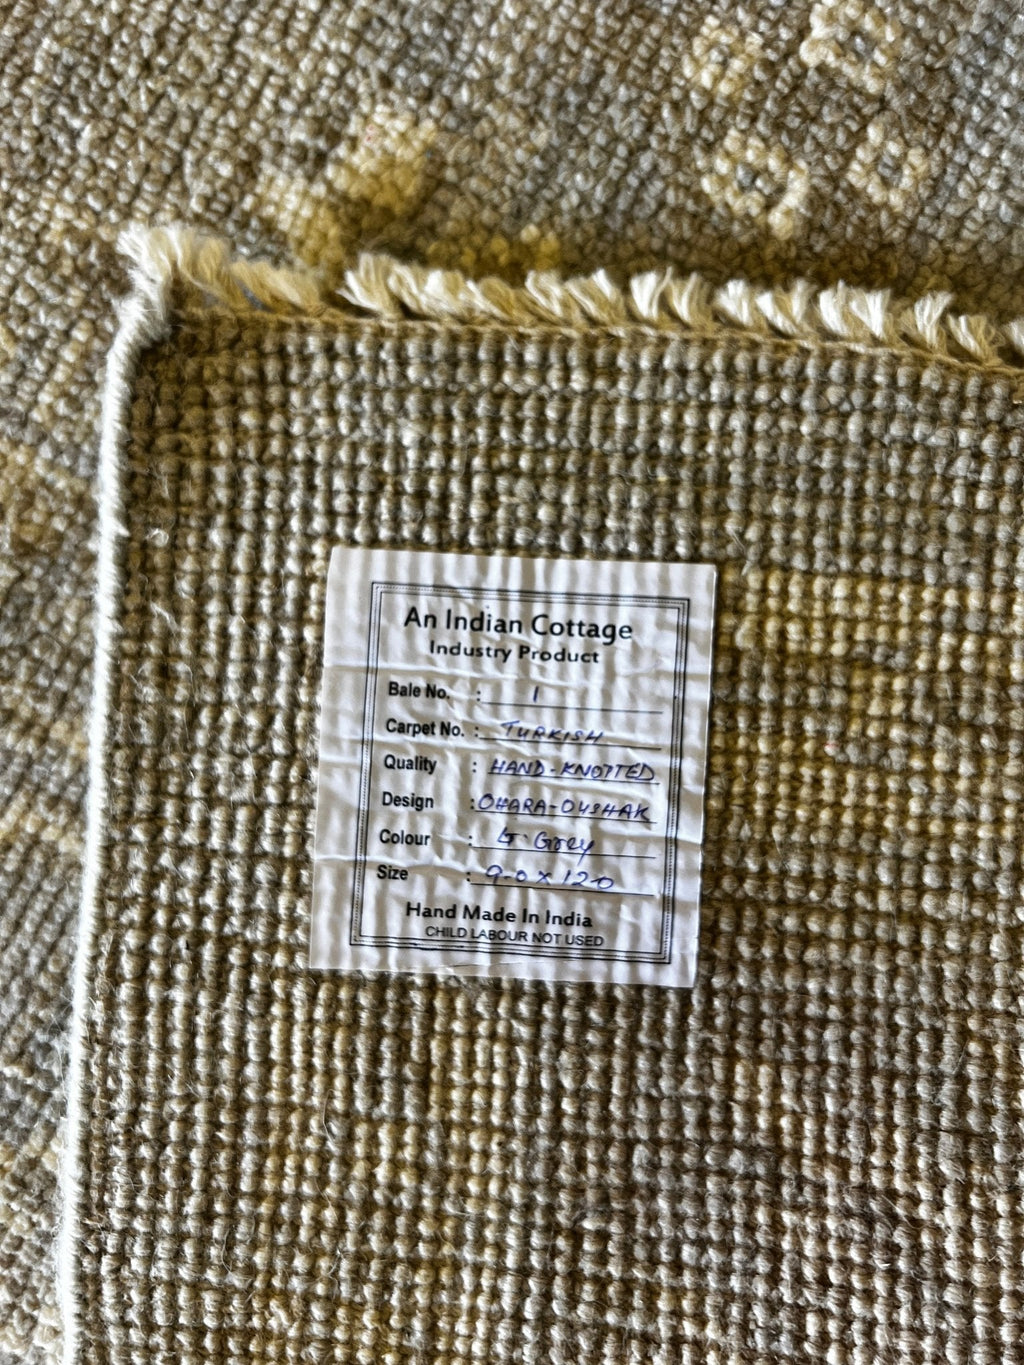 An Indian Cottage
Industry Product
Bale No. : 1
Carpet No. : TURKISH
Quality : HAND-KNOTTED
Design : OHARA-OUSHAK
Colour : LT. Grey
Size : 9-0 x 12-0
Hand Made In India
CHILD LABOUR NOT USED